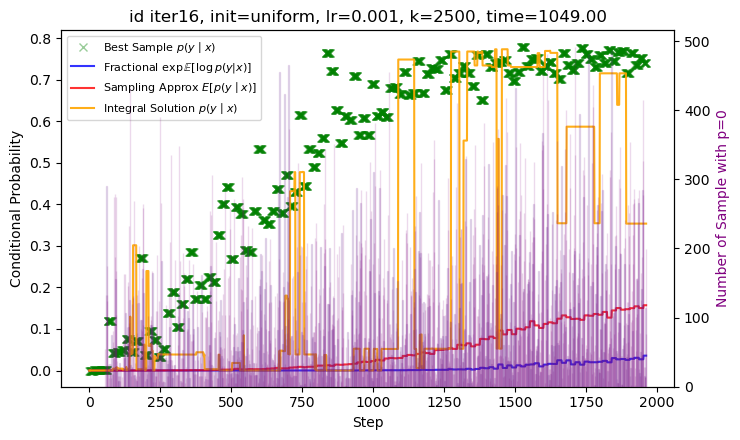 id iter16, init=uniform, lr=0.001, k=2500, time=1049.00
Best Sample p(y | x)
Fractional exp 𝔼[log p(y|x)]
Sampling Approx E[p(y | x)]
Integral Solution p(y | x)
Conditional Probability
0.8
0.7
0.6
0.5
0.4
0.3
0.2
0.1
0.0
Number of Sample with p=0
500
400
300
200
100
0
0 250 500 750 1000 1250 1500 1750 2000
Step